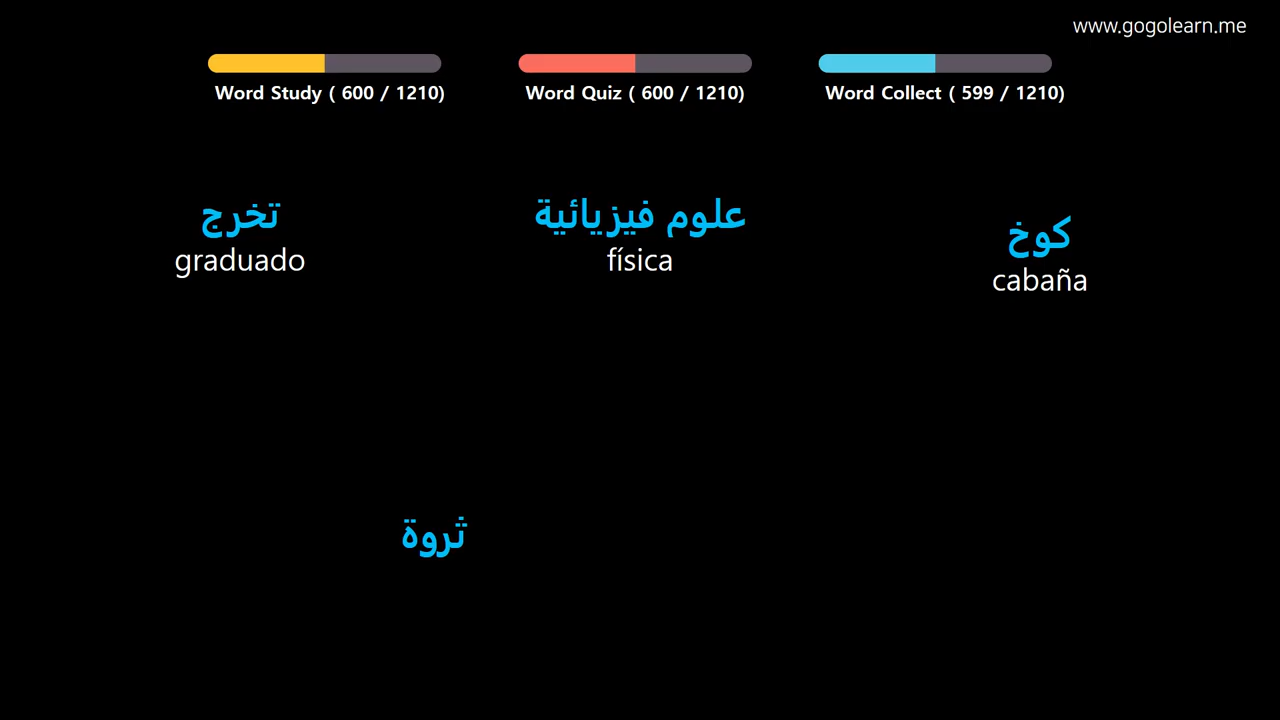 www.gogolearn.me
Word Study ( 600 / 1210)
Word Quiz ( 600 / 1210)
Word Collect ( 599 / 1210)
تخرج
graduado
علوم فيزيائية
física
كوخ
cabaña
ثروة